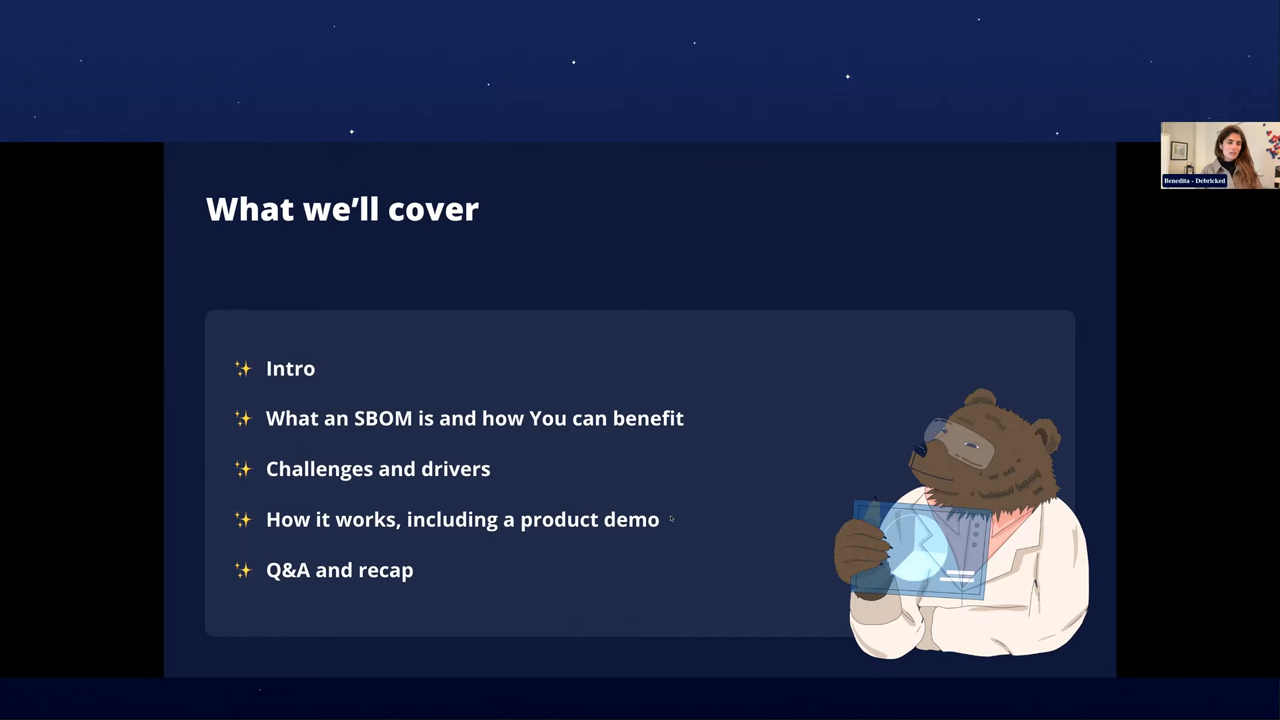 What we’ll cover
Benedita - Debricked
Intro
What an SBOM is and how You can benefit
Challenges and drivers
How it works, including a product demo
Q&A and recap